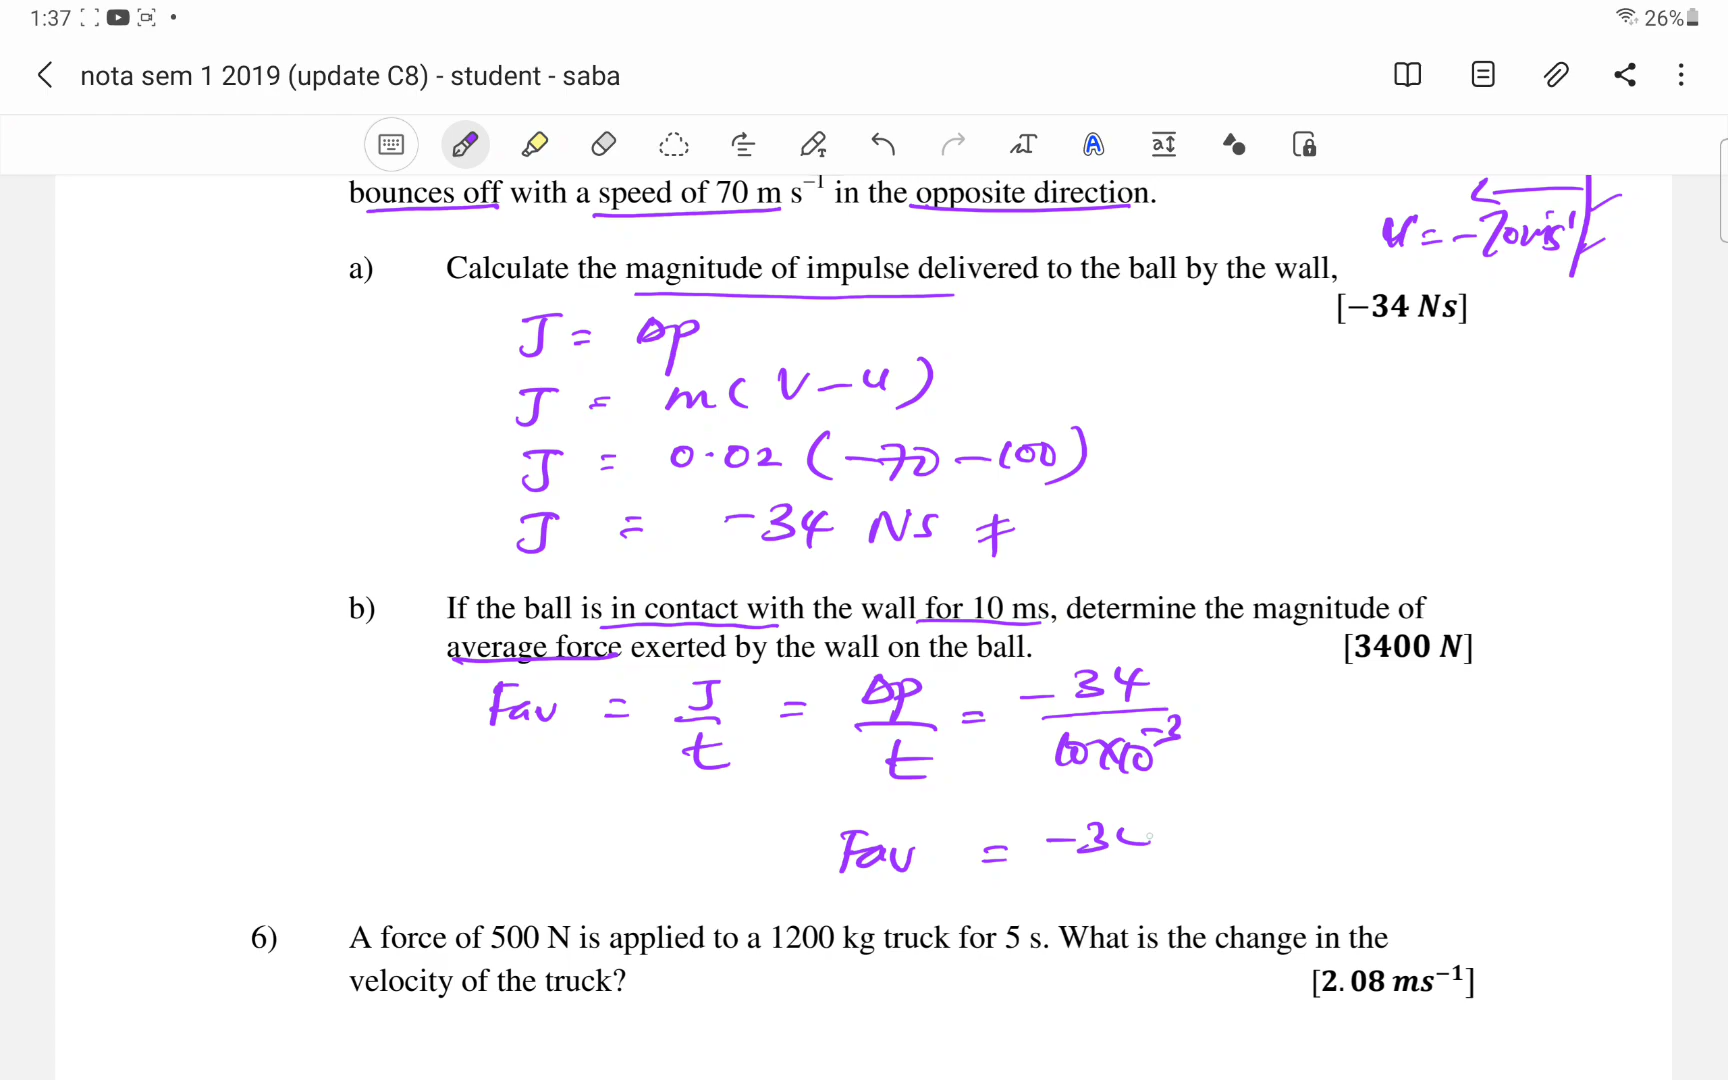 1:37
26%
nota sem 1 2019 (update C8) - student - saba
bounces off with a speed of 70 m s⁻¹ in the opposite direction.
a) Calculate the magnitude of impulse delivered to the ball by the wall,
[−34 Ns]
J = Δp
J = m(v−u)
J = 0.02 (−70−100)
J = −34 Ns
b) If the ball is in contact with the wall for 10 ms, determine the magnitude of
average force exerted by the wall on the ball. [3400 N]
Fav = J/t = Δp/t = −34/10x10⁻³
Fav = −3
6) A force of 500 N is applied to a 1200 kg truck for 5 s. What is the change in the
velocity of the truck? [2.08 ms⁻¹]